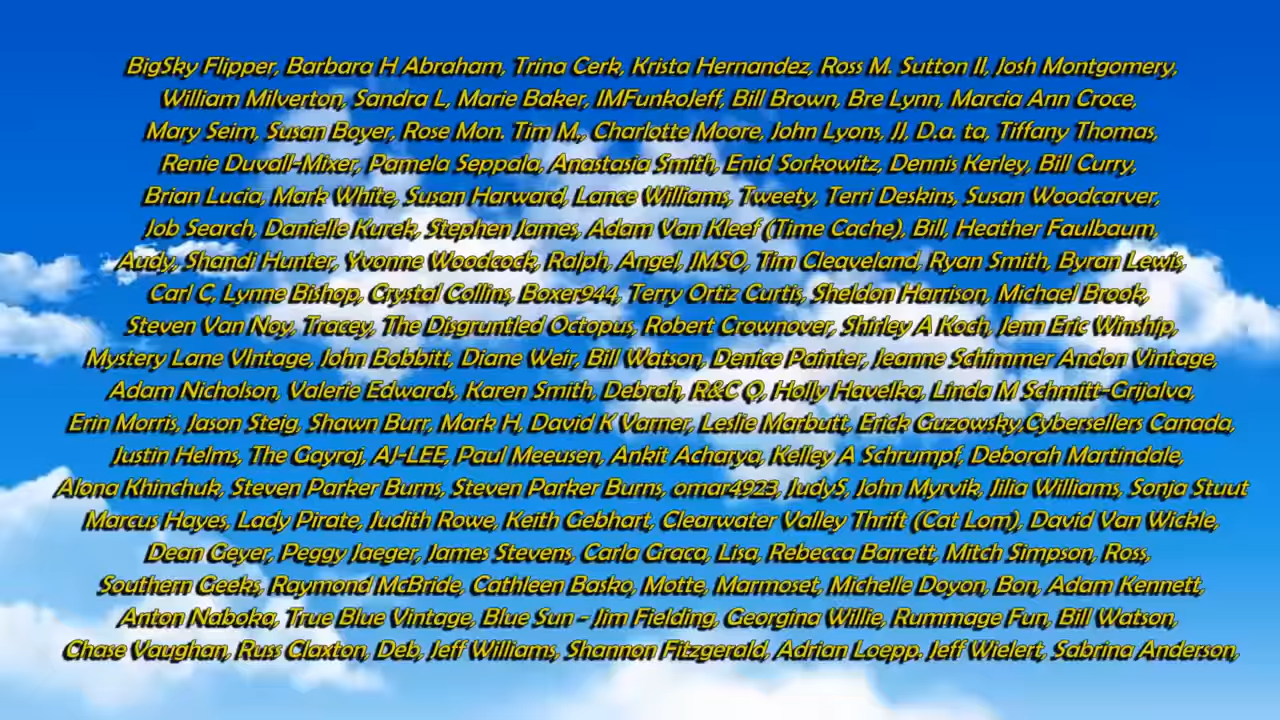 BigSky Flipper, Barbara H Abraham, Trina Cerk, Krista Hernandez, Ross M. Sutton II, Josh Montgomery,
William Milverton, Sandra L, Marie Baker, IMFunkoJeff, Bill Brown, Bre Lynn, Marcia Ann Croce,
Mary Seim, Susan Boyer, Rose Mon. Tim M., Charlotte Moore, John Lyons, JJ, D.a. ta, Tiffany Thomas,
Renie Duvall-Mixer, Pamela Seppala, Anastasia Smith, Enid Sorkowitz, Dennis Kerley, Bill Curry,
Brian Lucia, Mark White, Susan Harward, Lance Williams, Tweety, Terri Deskins, Susan Woodcarver,
Job Search, Danielle Kurek, Stephen James, Adam Van Kleef (Time Cache), Bill, Heather Faulbaum,
Audy, Shandi Hunter, Yvonne Woodcock, Ralph, Angel, JMSO, Tim Cleaveland, Ryan Smith, Byran Lewis,
Carl C, Lynne Bishop, Crystal Collins, Boxer944, Terry Ortiz Curtis, Sheldon Harrison, Michael Brook,
Steven Van Noy, Tracey, The Disgruntled Octopus, Robert Crownover, Shirley A Koch, Jenn Eric Winship,
Mystery Lane VIntage, John Bobbitt, Diane Weir, Bill Watson, Denice Painter, Jeanne Schimmer Andon Vintage,
Adam Nicholson, Valerie Edwards, Karen Smith, Debrah, R&C Q, Holly Havelka, Linda M Schmitt-Grijalva,
Erin Morris, Jason Steig, Shawn Burr, Mark H, David K Varner, Leslie Marbutt, Erick Guzowsky,Cybersellers Canada,
Justin Helms, The Gayraj, AJ-LEE, Paul Meeusen, Ankit Acharya, Kelley A Schrumpf, Deborah Martindale,
Alona Khinchuk, Steven Parker Burns, Steven Parker Burns, omar4923, JudyS, John Myrvik, Jilia Williams, Sonja Stuut
Marcus Hayes, Lady Pirate, Judith Rowe, Keith Gebhart, Clearwater Valley Thrift (Cat Lom), David Van Wickle,
Dean Geyer, Peggy Jaeger, James Stevens, Carla Graca, Lisa, Rebecca Barrett, Mitch Simpson, Ross,
Southern Geeks, Raymond McBride, Cathleen Basko, Motte, Marmoset, Michelle Doyon, Bon, Adam Kennett,
Anton Naboka, True Blue Vintage, Blue Sun - Jim Fielding, Georgina Willie, Rummage Fun, Bill Watson,
Chase Vaughan, Russ Claxton, Deb, Jeff Williams, Shannon Fitzgerald, Adrian Loepp. Jeff Wielert, Sabrina Anderson,